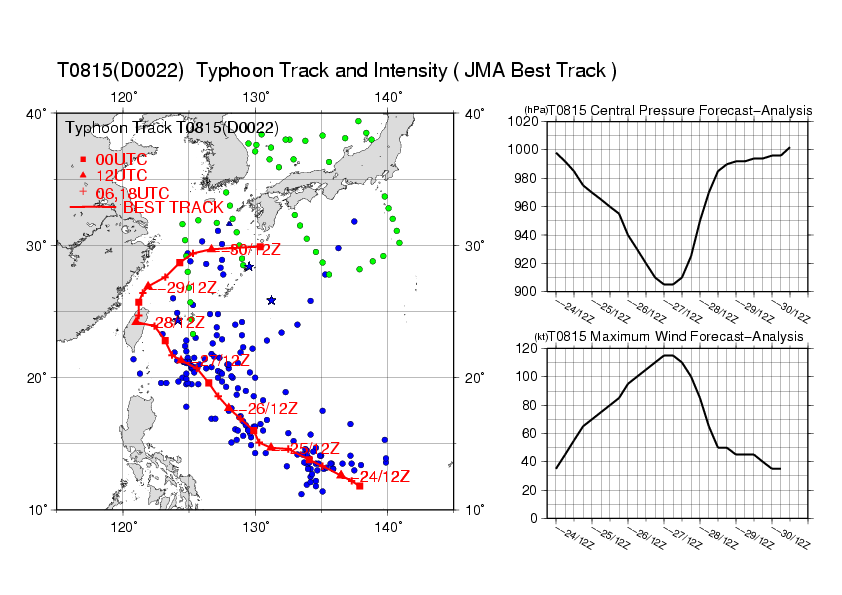 T0815(D0022)  Typhoon Track and Intensity ( JMA Best Track )
120°
130°
140°
40°
40°
Typhoon Track T0815(D0022)
00UTC
12UTC
06,18UTC
BEST TRACK
30°
30°
30/12Z
29/12Z
28/12Z
27/12Z
26/12Z
25/12Z
24/12Z
20°
20°
10°
10°
120°
130°
140°
(hPa)T0815 Central Pressure Forecast−Analysis
1020
1000
980
960
940
920
900
24/12Z
25/12Z
26/12Z
27/12Z
28/12Z
29/12Z
30/12Z
(kt)T0815 Maximum Wind Forecast−Analysis
120
100
80
60
40
20
0
24/12Z
25/12Z
26/12Z
27/12Z
28/12Z
29/12Z
30/12Z